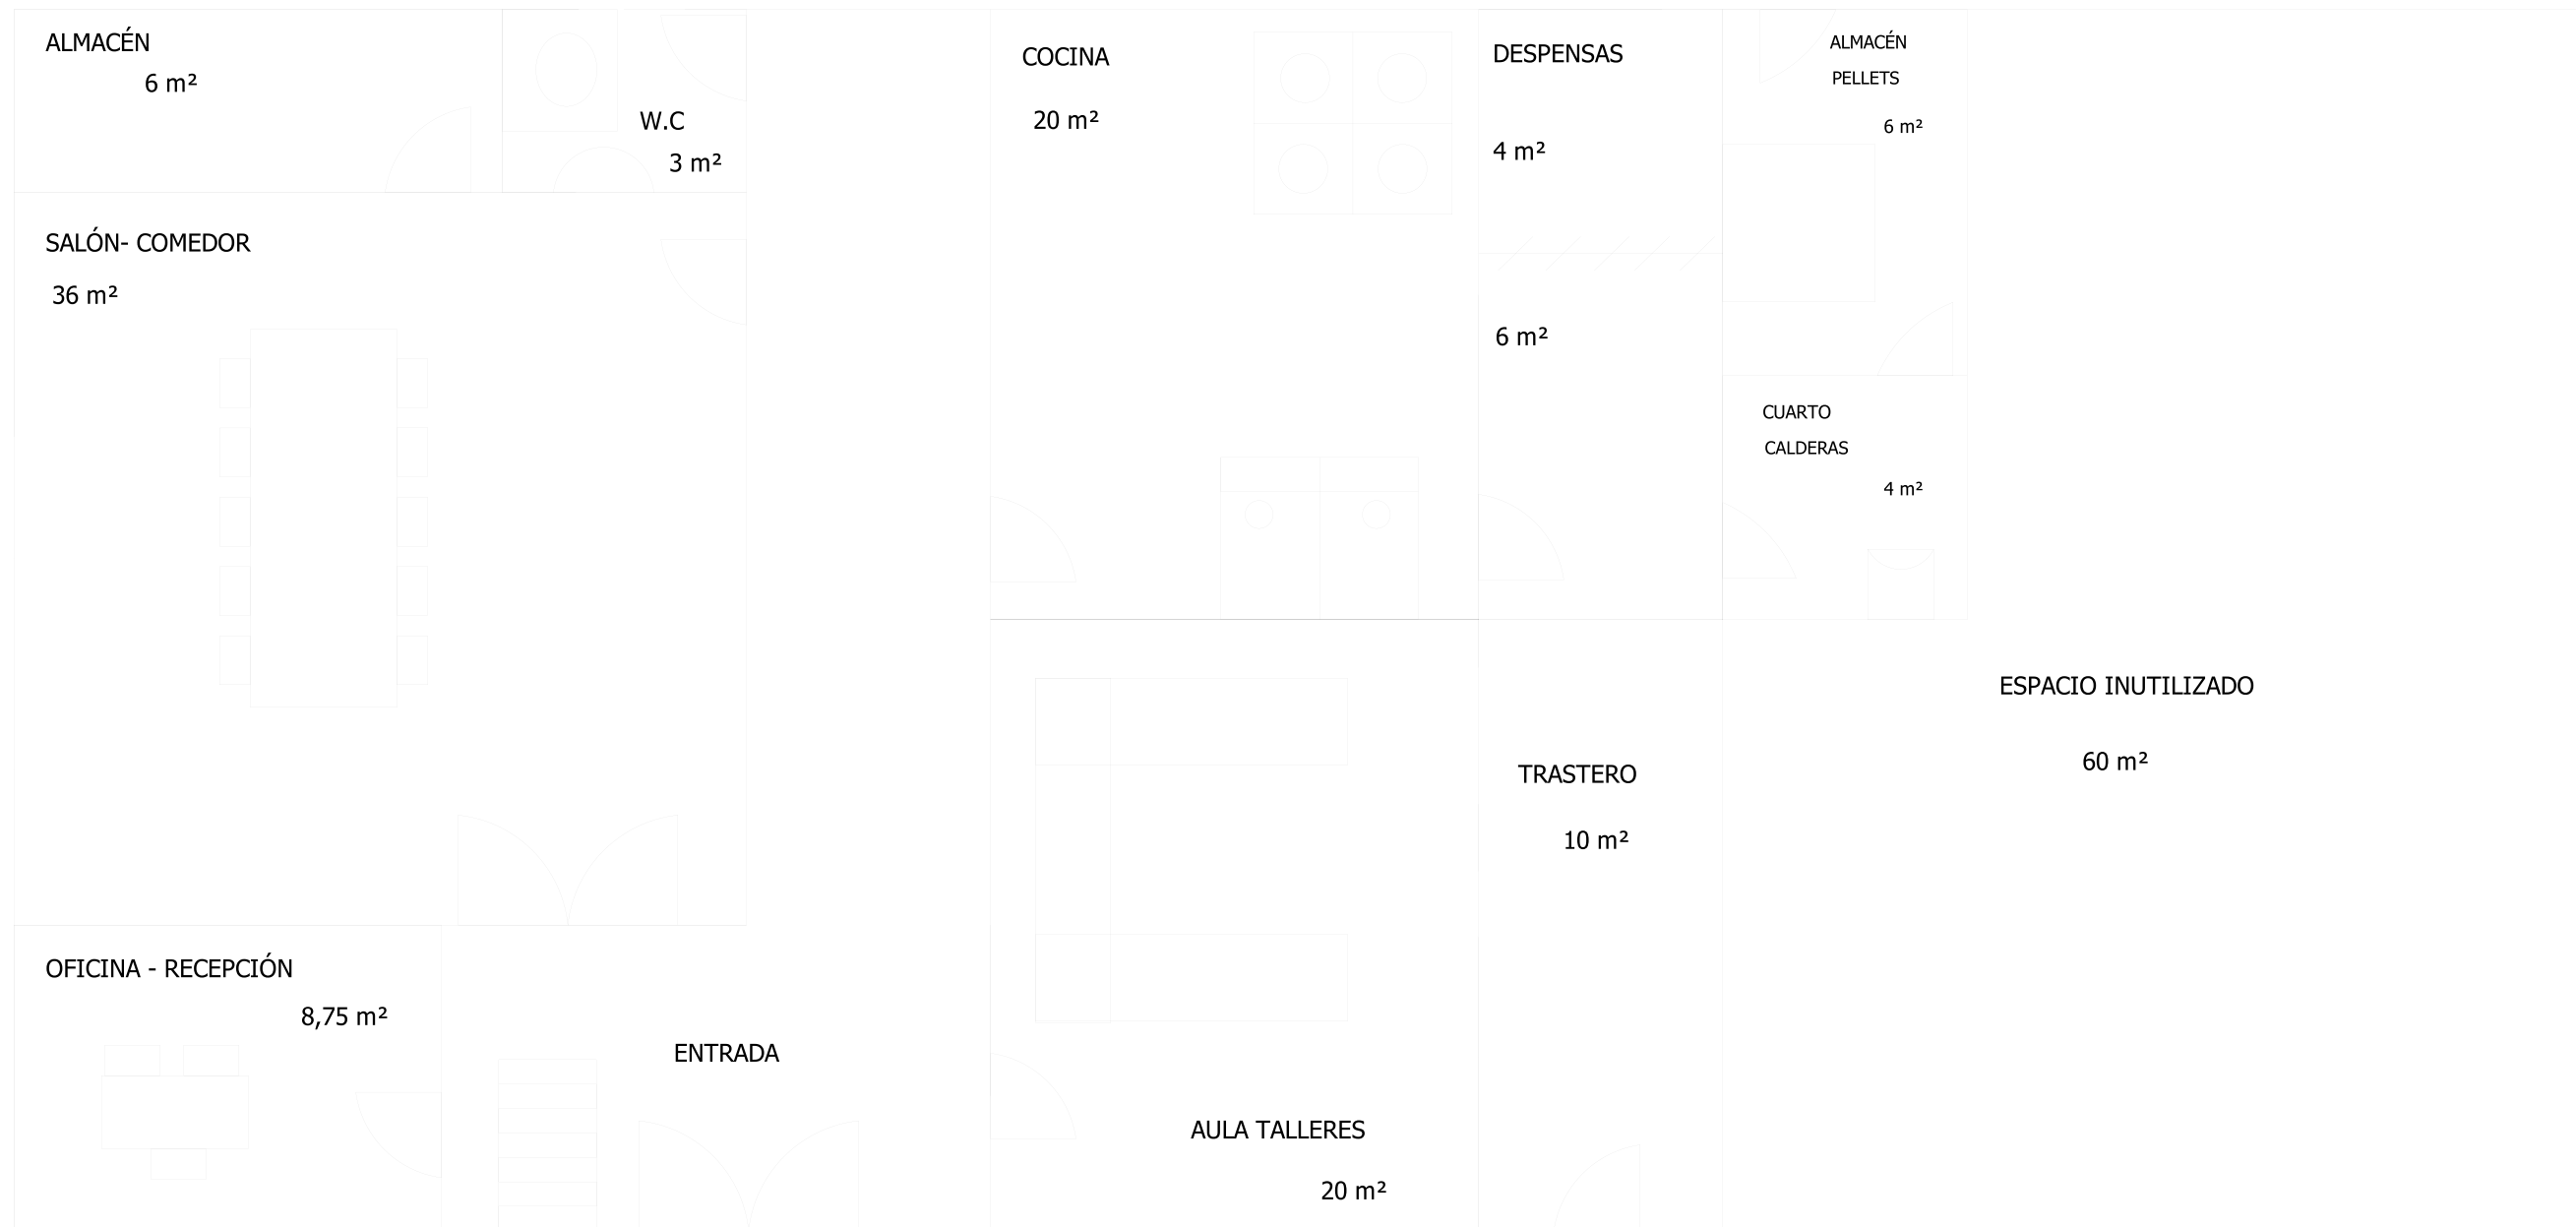 ALMACÉN
6 m²
W.C
3 m²
SALÓN- COMEDOR
36 m²
OFICINA - RECEPCIÓN
8,75 m²
ENTRADA
COCINA
20 m²
DESPENSAS
4 m²
6 m²
ALMACÉN
PELLETS
6 m²
CUARTO
CALDERAS
4 m²
AULA TALLERES
20 m²
TRASTERO
10 m²
ESPACIO INUTILIZADO
60 m²